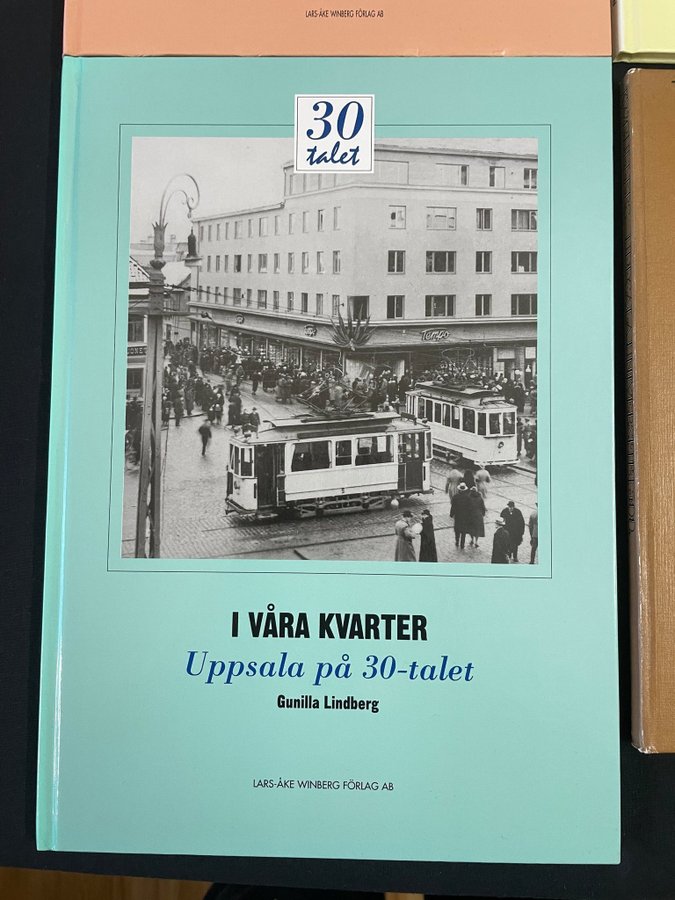 LARS-ÅKE WINBERG FÖRLAG AB
30
talet
Tempo
I VÅRA KVARTER
Uppsala på 30-talet
Gunilla Lindberg
LARS-ÅKE WINBERG FÖRLAG AB